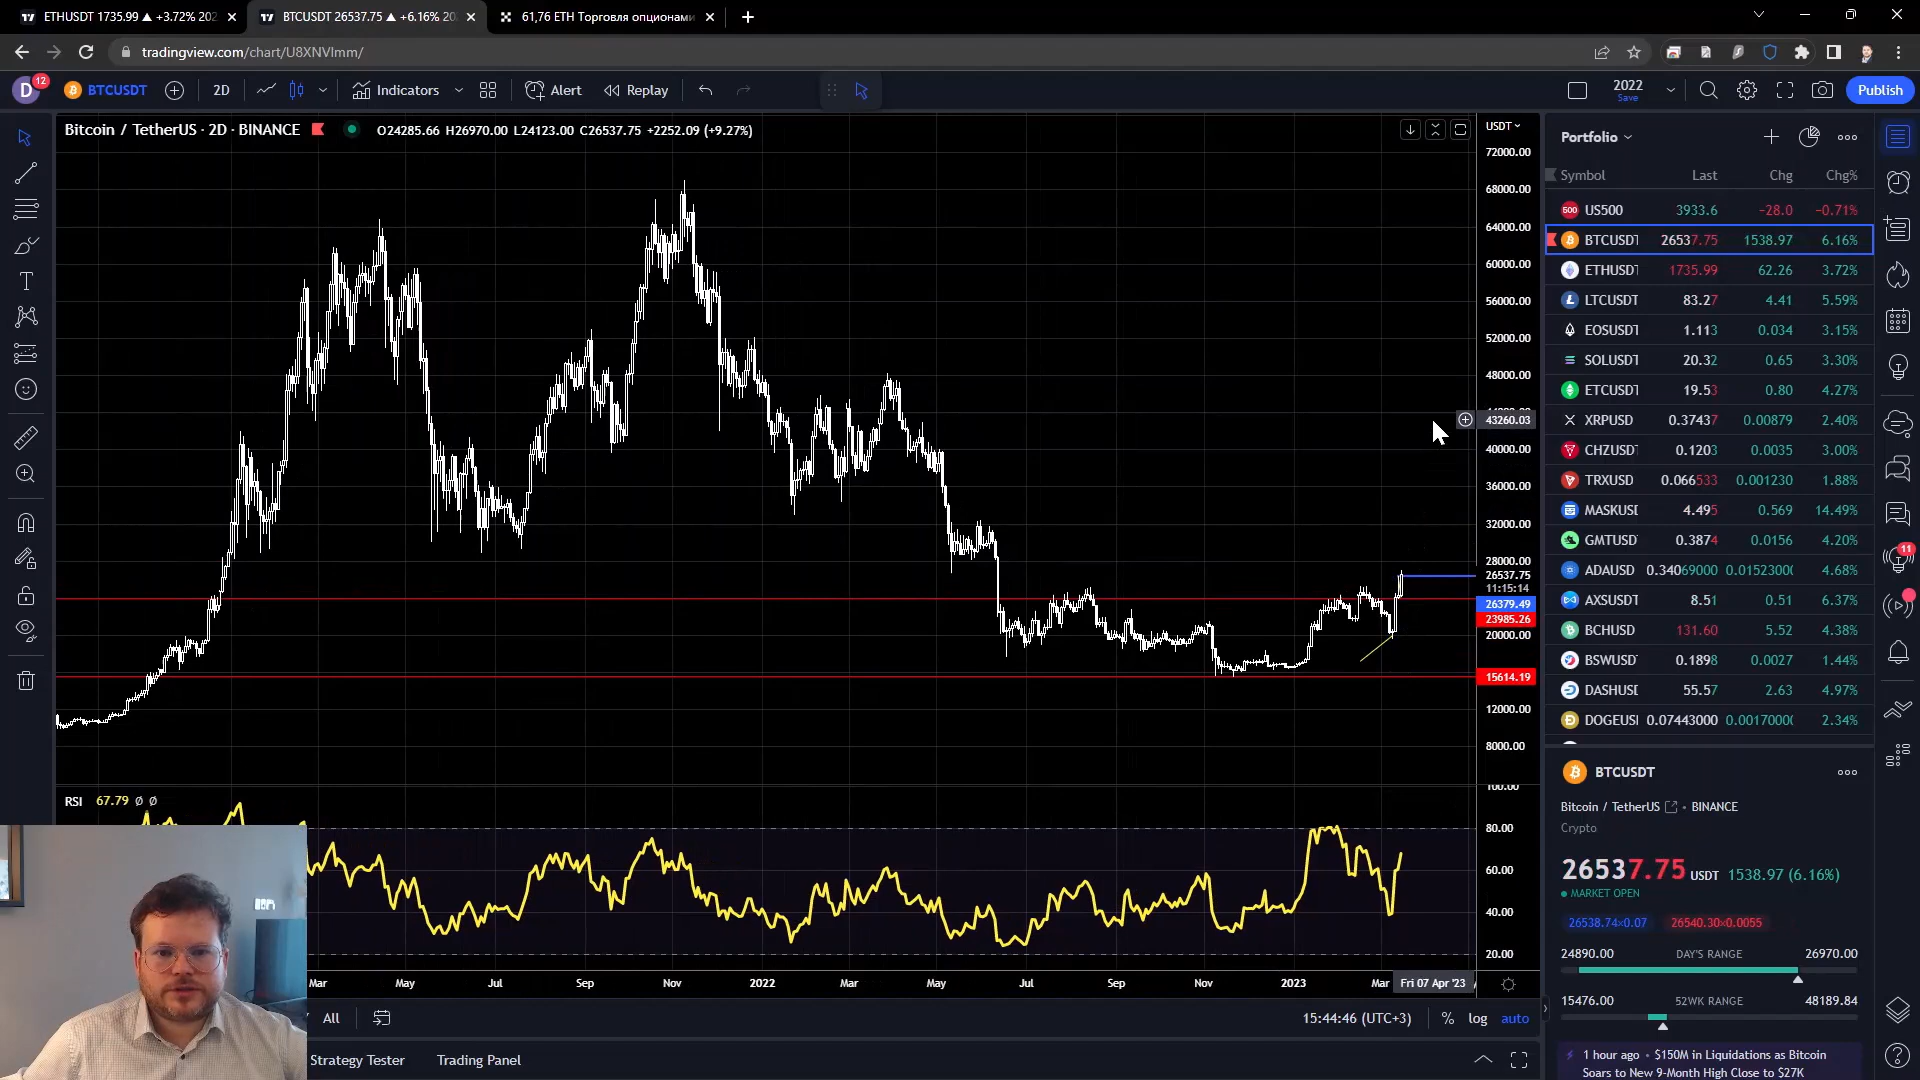 ETHUSDT 1735.99 ▲ +3.72% 202
BTCUSDT 26537.75 ▲ +6.16% 20
61,76 ETH Торговля опционами
tradingview.com/chart/U8XNVImm/
D 12 BTCUSDT 2D Indicators Alert Replay 2022 Save Publish
Bitcoin / TetherUS · 2D · BINANCE O24285.66 H26970.00 L24123.00 C26537.75 +2252.09 (+9.27%)
USDT
72000.00
68000.00
64000.00
60000.00
56000.00
52000.00
48000.00
43260.03
40000.00
36000.00
32000.00
28000.00
26537.75
11:15:14
26379.49
23985.26
20000.00
15614.19
12000.00
8000.00
RSI 67.79 Ø Ø
100.00
80.00
60.00
40.00
20.00
Mar May Jul Sep Nov 2022 Mar May Jul Sep Nov 2023 Mar Fri 07 Apr '23
All 15:44:46 (UTC+3) % log auto
Strategy Tester Trading Panel
Portfolio
Symbol Last Chg Chg%
500 US500 3933.6 −28.0 −0.71%
BTCUSDT 26537.75 1538.97 6.16%
ETHUSDT 1735.99 62.26 3.72%
LTCUSDT 83.27 4.41 5.59%
EOSUSDT 1.113 0.034 3.15%
SOLUSDT 20.32 0.65 3.30%
ETCUSDT 19.53 0.80 4.27%
XRPUSD 0.37437 0.00879 2.40%
CHZUSDT 0.1203 0.0035 3.00%
TRXUSD 0.066533 0.001230 1.88%
MASKUSD 4.495 0.569 14.49%
GMTUSD 0.3874 0.0156 4.20%
ADAUSD 0.34069000 0.01523000 4.68%
AXSUSDT 8.51 0.51 6.37%
BCHUSD 131.60 5.52 4.38%
BSWUSD 0.1898 0.0027 1.44%
DASHUSD 55.57 2.63 4.97%
DOGEUSD 0.07443000 0.00170000 2.34%
BTCUSDT
Bitcoin / TetherUS • BINANCE
Crypto
26537.75 USDT 1538.97 (6.16%)
MARKET OPEN
26538.74×0.07 26540.30×0.0055
24890.00 DAY'S RANGE 26970.00
15476.00 52WK RANGE 48189.84
1 hour ago • $150M in Liquidations as Bitcoin
Soars to New 9-Month High Close to $27K
11